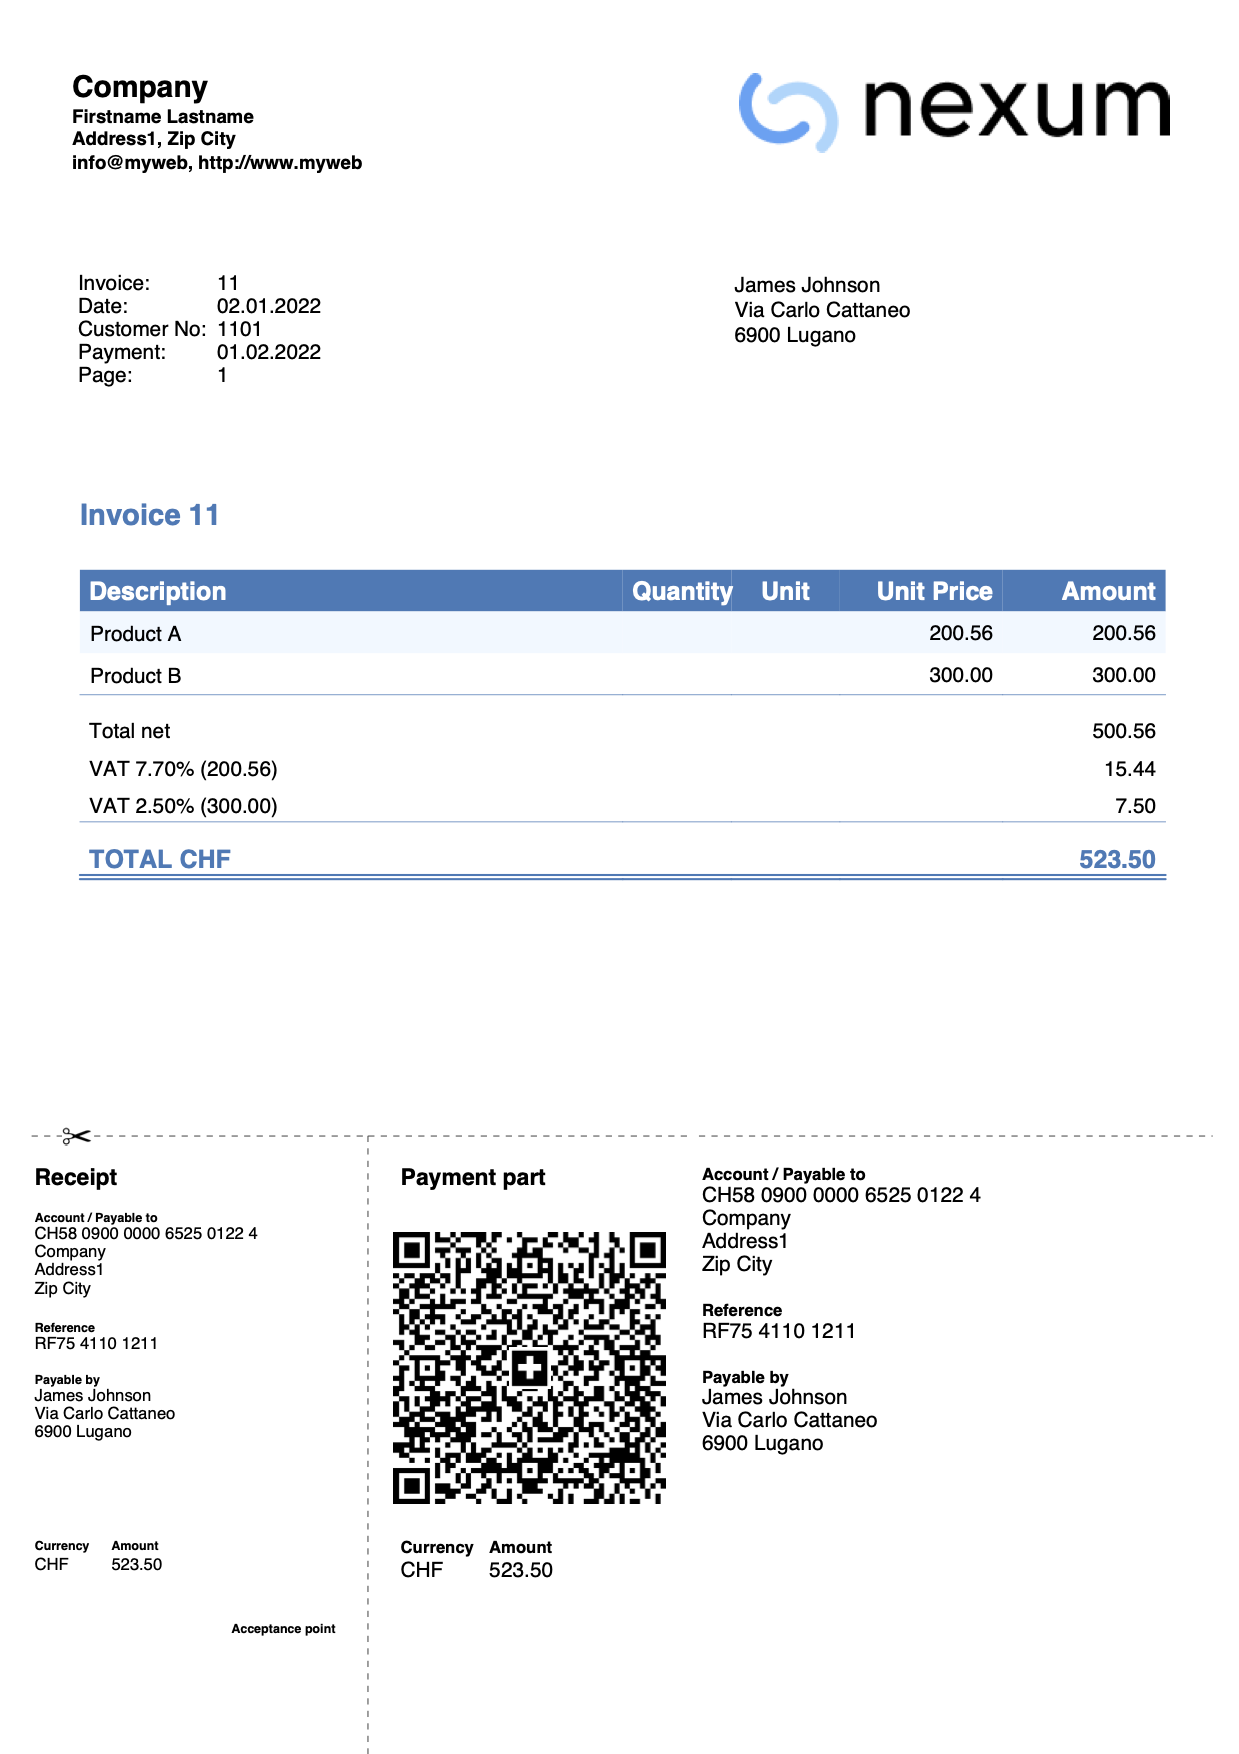 Company
Firstname Lastname
Address1, Zip City
info@myweb, http://www.myweb
nexum
Invoice: 11
Date: 02.01.2022
Customer No: 1101
Payment: 01.02.2022
Page: 1
James Johnson
Via Carlo Cattaneo
6900 Lugano
Invoice 11
Description Quantity Unit Unit Price Amount
Product A 200.56 200.56
Product B 300.00 300.00
Total net 500.56
VAT 7.70% (200.56) 15.44
VAT 2.50% (300.00) 7.50
TOTAL CHF 523.50
Receipt
Account / Payable to
CH58 0900 0000 6525 0122 4
Company
Address1
Zip City
Reference
RF75 4110 1211
Payable by
James Johnson
Via Carlo Cattaneo
6900 Lugano
Currency Amount
CHF 523.50
Acceptance point
Payment part
Currency Amount
CHF 523.50
Account / Payable to
CH58 0900 0000 6525 0122 4
Company
Address1
Zip City
Reference
RF75 4110 1211
Payable by
James Johnson
Via Carlo Cattaneo
6900 Lugano